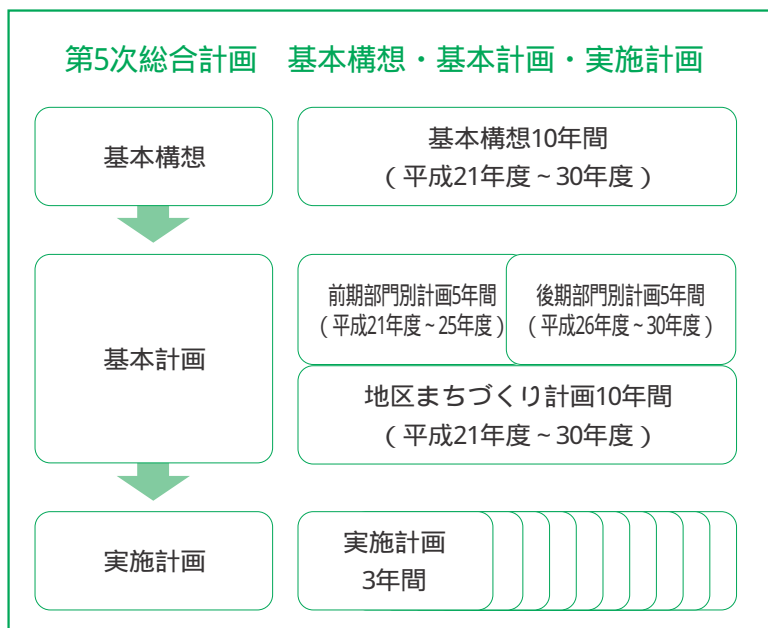 第5次総合計画　基本構想・基本計画・実施計画
基本構想
基本構想10年間
（平成21年度～30年度）
基本計画
前期部門別計画5年間
（平成21年度～25年度）
後期部門別計画5年間
（平成26年度～30年度）
地区まちづくり計画10年間
（平成21年度～30年度）
実施計画
実施計画
3年間